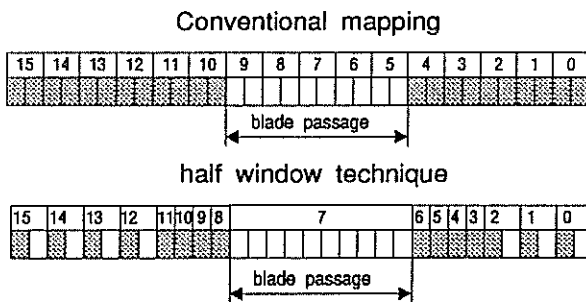 Conventional mapping
15 14 13 12 11 10 9 8 7 6 5 4 3 2 1 0
blade passage
half window technique
15 14 13 12 11 10 9 8 7 6 5 4 3 2 1 0
blade passage